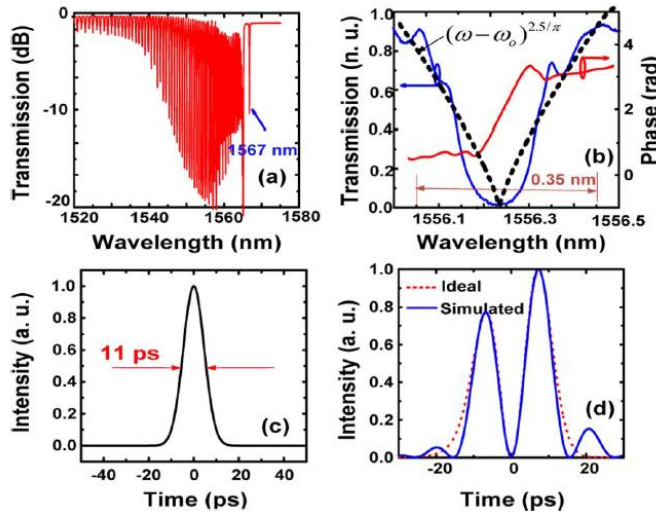 Transmission (dB)
0
-10
-20
1567 nm
(a)
1520 1540 1560 1580
Wavelength (nm)
Transmission (n. u.)
1.0
0.8
0.6
0.4
0.2
0.0
(ω − ω₀)^{2.5/π}
4
2
0
Phase (rad)
(b)
0.35 nm
1556.1 1556.3 1556.5
Wavelength (nm)
Intensity (a. u.)
1.0
0.8
0.6
0.4
0.2
0.0
11 ps
(c)
-40 -20 0 20 40
Time (ps)
Intensity (a. u.)
1.0
0.8
0.6
0.4
0.2
0.0
Ideal
Simulated
(d)
-20 0 20
Time (ps)